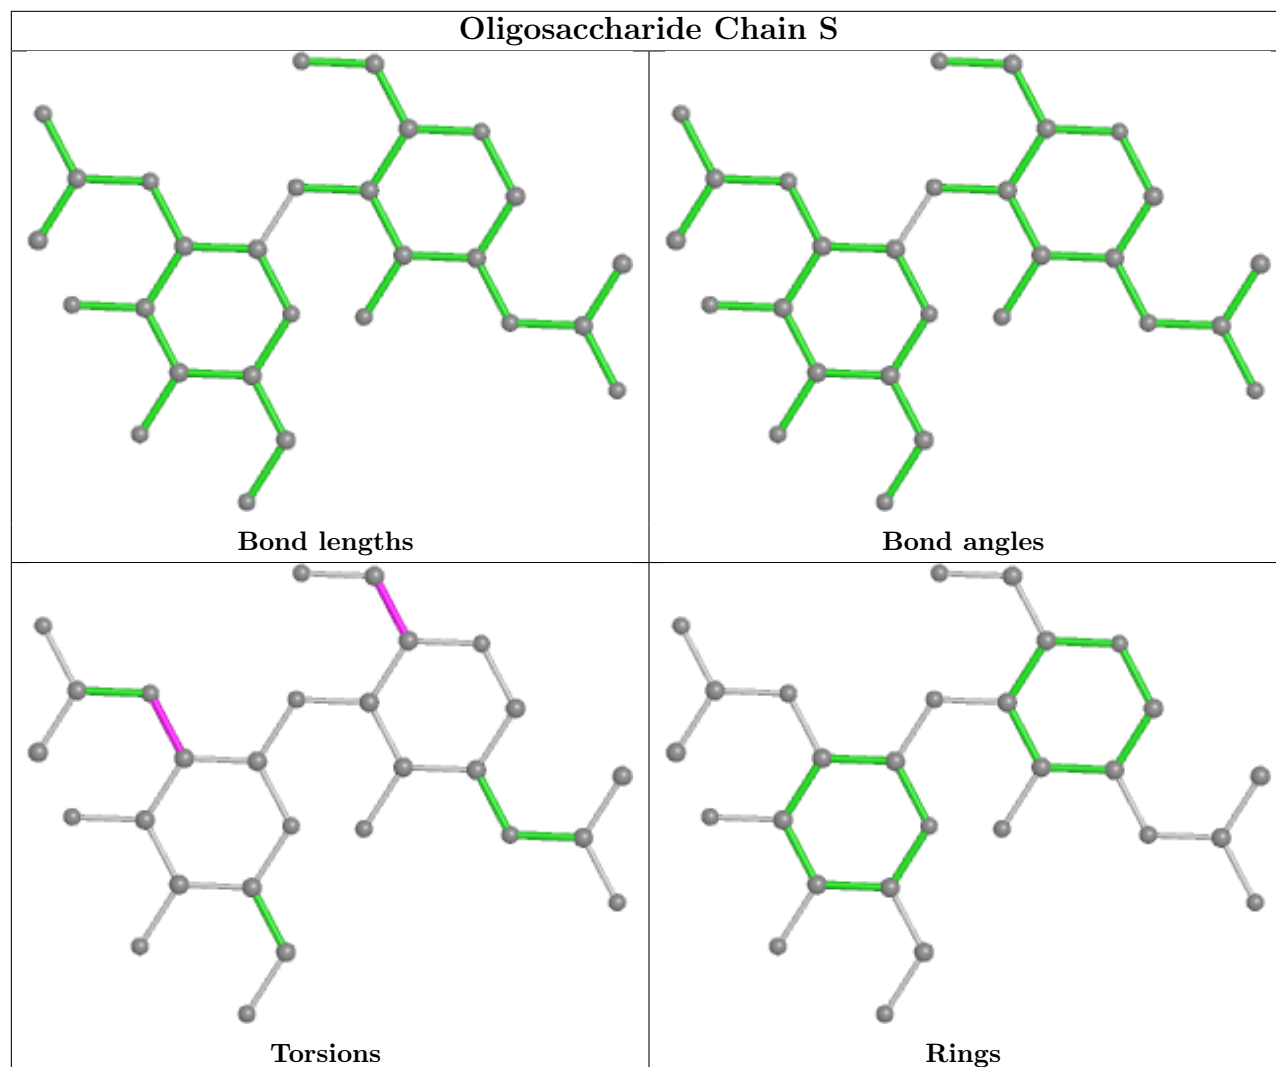 Oligosaccharide Chain S
Bond lengths
Bond angles
Torsions
Rings